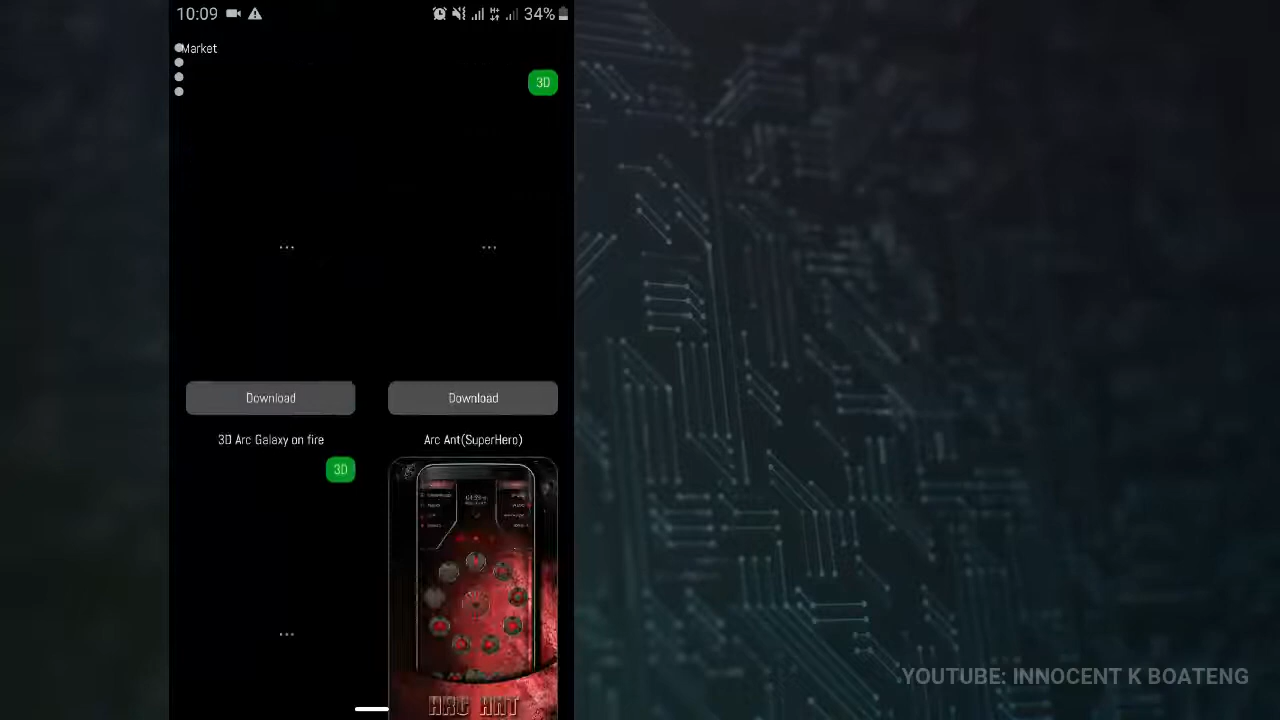 10:09
34%
Market
3D
Download
Download
3D Arc Galaxy on fire
Arc Ant(SuperHero)
3D
ARC ANT
YOUTUBE: INNOCENT K BOATENG